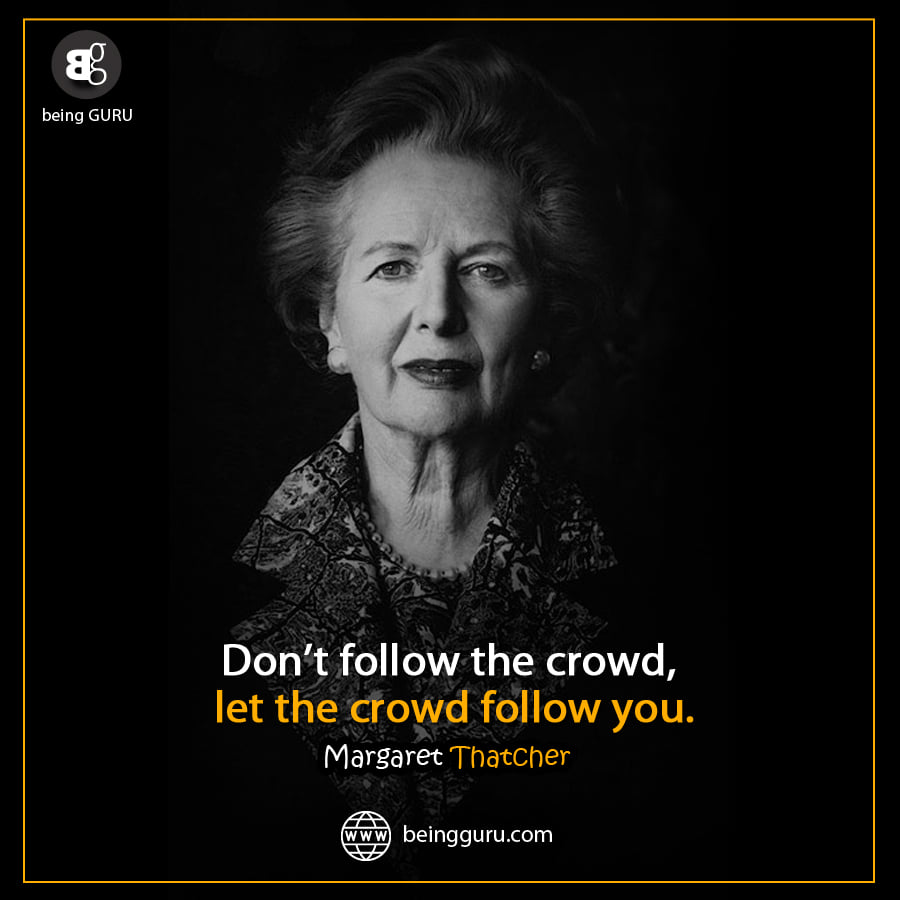 Bg
g
being GURU
Don't follow the crowd,
let the crowd follow you.
Margaret Thatcher
www beingguru.com